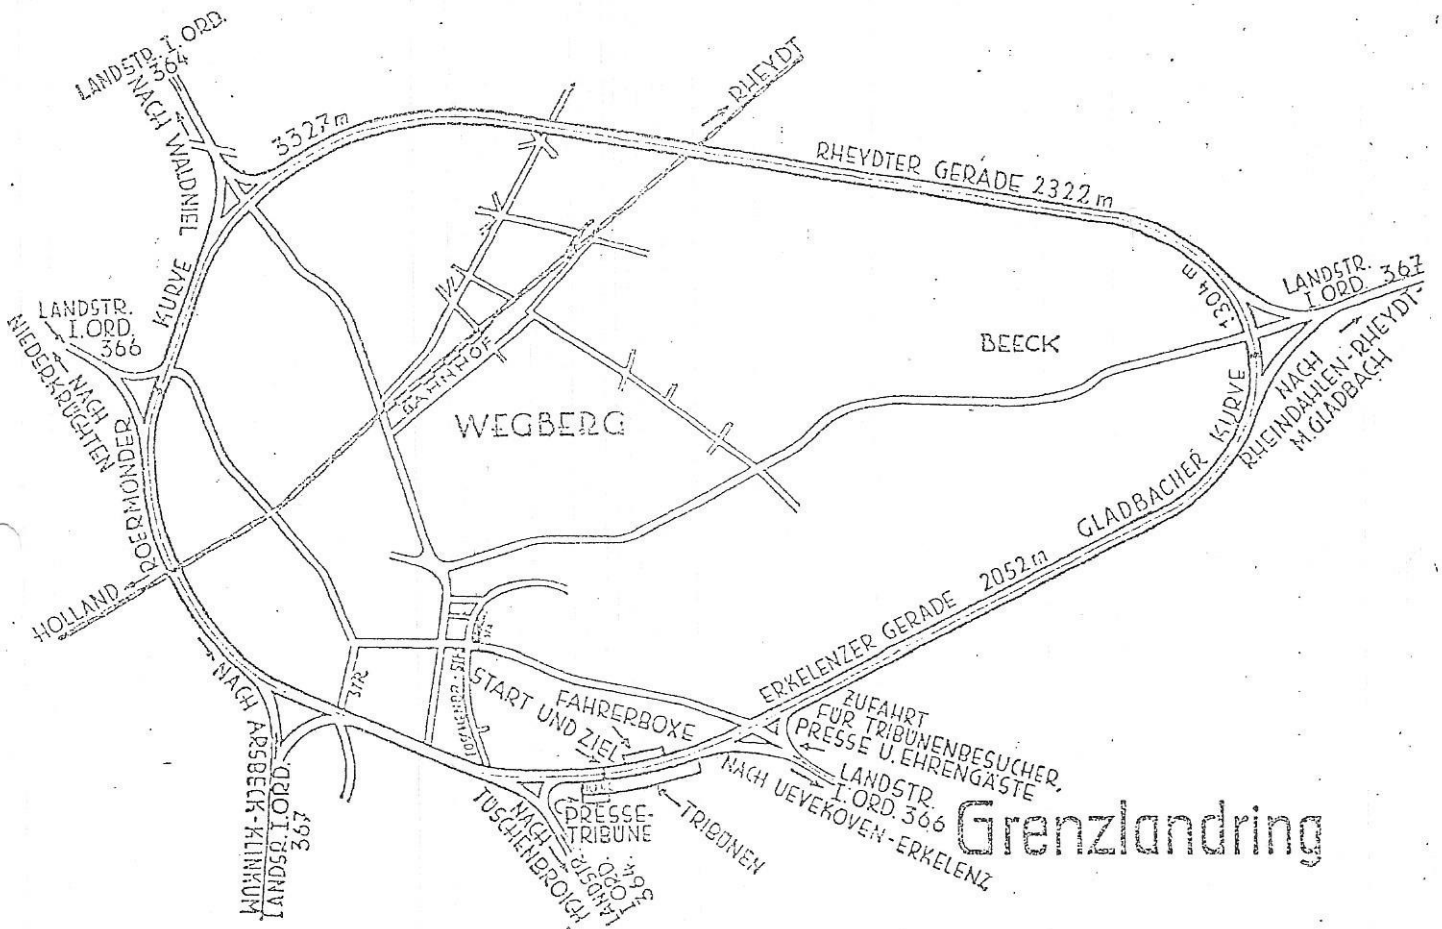 LANDSTR. I. ORD.
364
NACH WALDNIEL
3327 m
RHEYDT
RHEYDTER GERADE 2322 m
1304 m
LANDSTR.
I. ORD. 367
NACH
RHEINDAHLEN-RHEYDT-
M. GLADBACH
KURVE
LANDSTR.
I. ORD.
366
NACH
NIEDERKRÜCHTEN
ROERMONDER
BAHNHOF
WEGBERG
BEECK
GLADBACHER KURVE
HOLLAND
ERKELENZER GERADE 2052 m
NACH ARSBECK-KLINKUM
LANDSTR. I. ORD.
367
STR
START UND ZIEL
FAHRERBOXE
ZUFAHRT
FÜR TRIBÜNENBESUCHER,
PRESSE U. EHRENGÄSTE
LANDSTR.
I. ORD. 366
NACH UEVEKOVEN-ERKELENZ
PRESSE-
TRIBÜNE
TRIBÜNEN
NACH
TÜSCHENBROICH
LANDSTR
I. ORD
364.
Grenzlandring